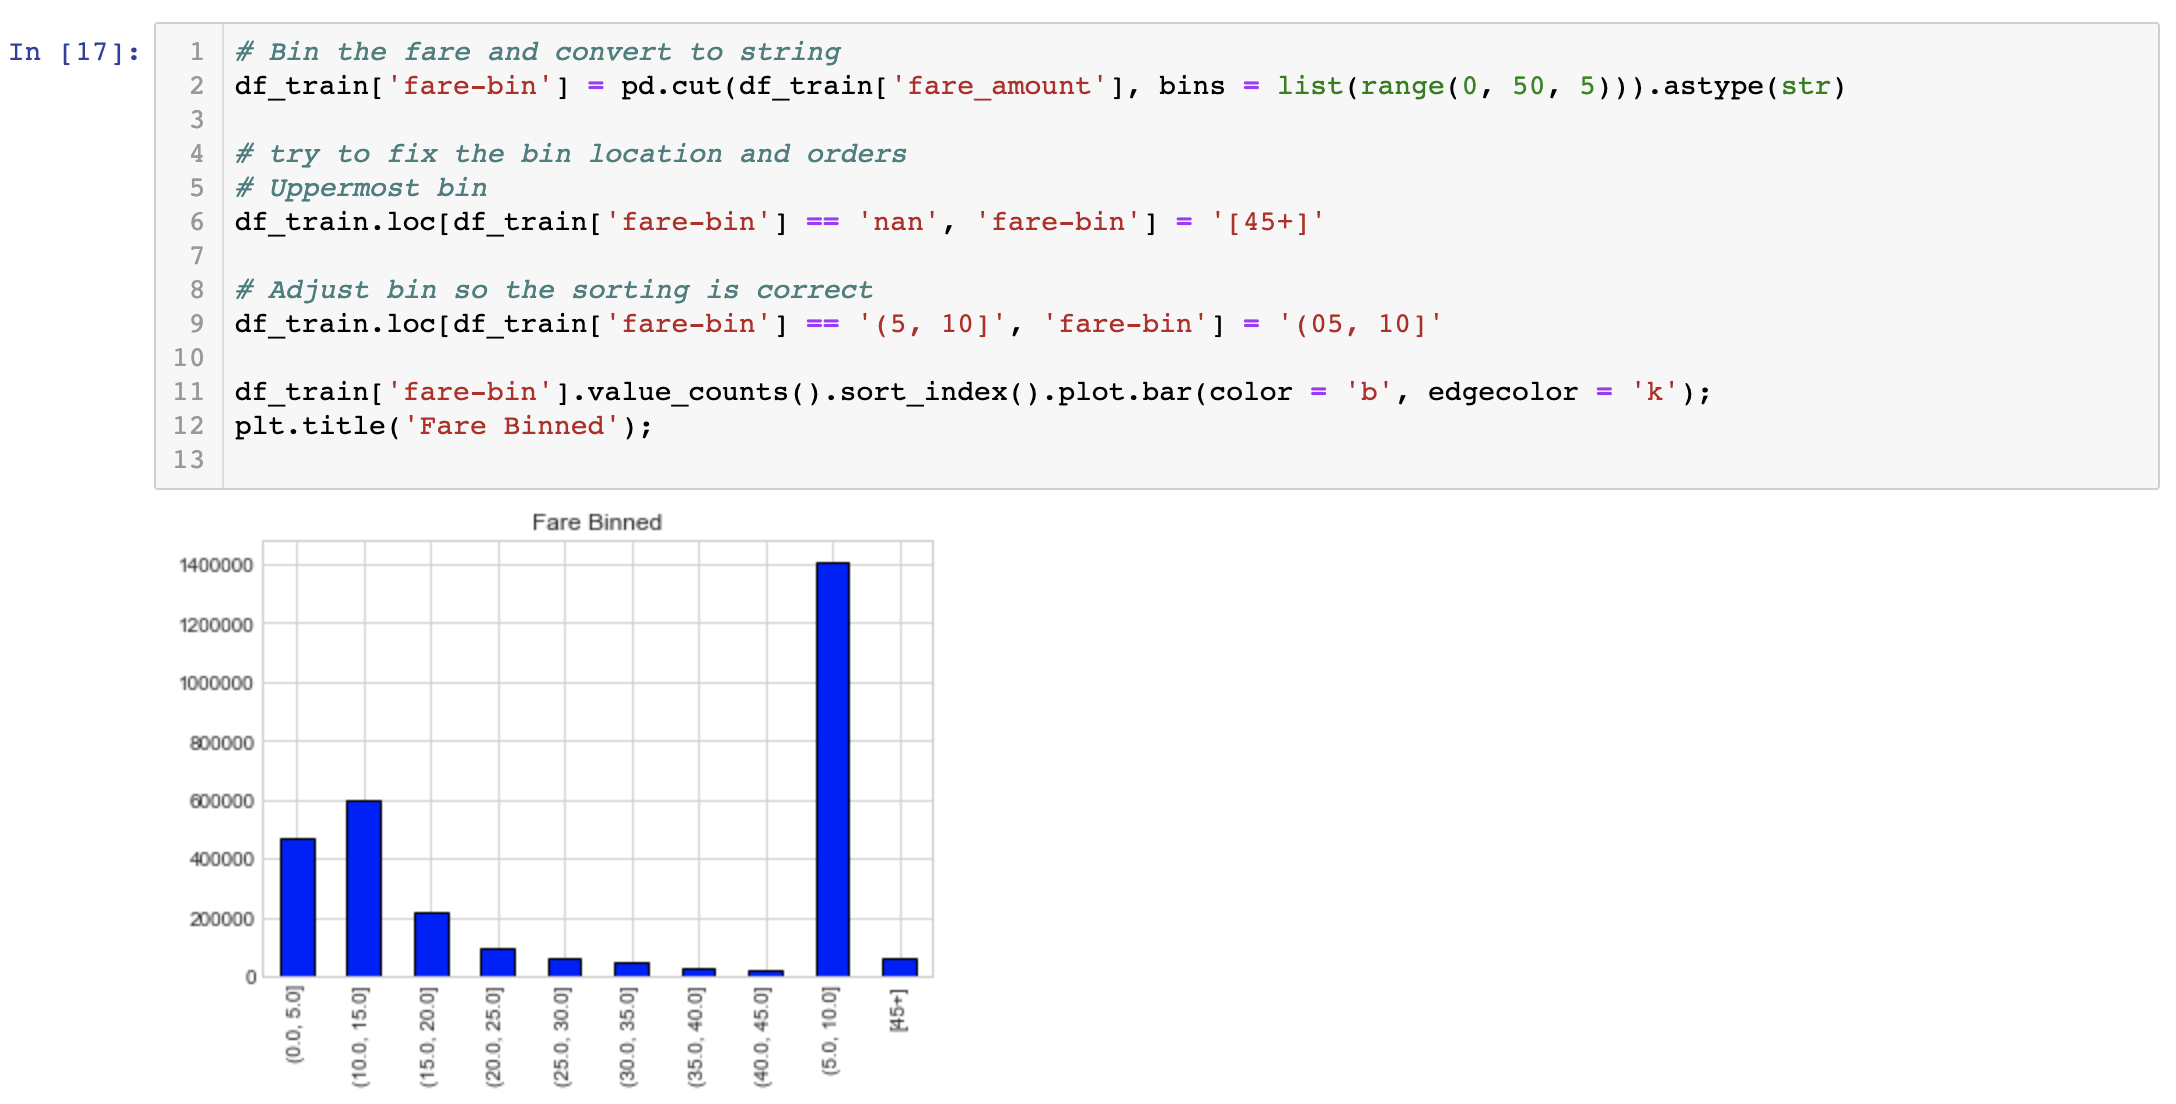 In [17]:
1 # Bin the fare and convert to string
2 df_train['fare-bin'] = pd.cut(df_train['fare_amount'], bins = list(range(0, 50, 5))).astype(str)
3
4 # try to fix the bin location and orders
5 # Uppermost bin
6 df_train.loc[df_train['fare-bin'] == 'nan', 'fare-bin'] = '[45+]'
7
8 # Adjust bin so the sorting is correct
9 df_train.loc[df_train['fare-bin'] == '(5, 10]', 'fare-bin'] = '(05, 10]'
10
11 df_train['fare-bin'].value_counts().sort_index().plot.bar(color = 'b', edgecolor = 'k');
12 plt.title('Fare Binned');
13
Fare Binned
1400000
1200000
1000000
800000
600000
400000
200000
0
(0.0, 5.0]
(10.0, 15.0]
(15.0, 20.0]
(20.0, 25.0]
(25.0, 30.0]
(30.0, 35.0]
(35.0, 40.0]
(40.0, 45.0]
(5.0, 10.0]
[45+]